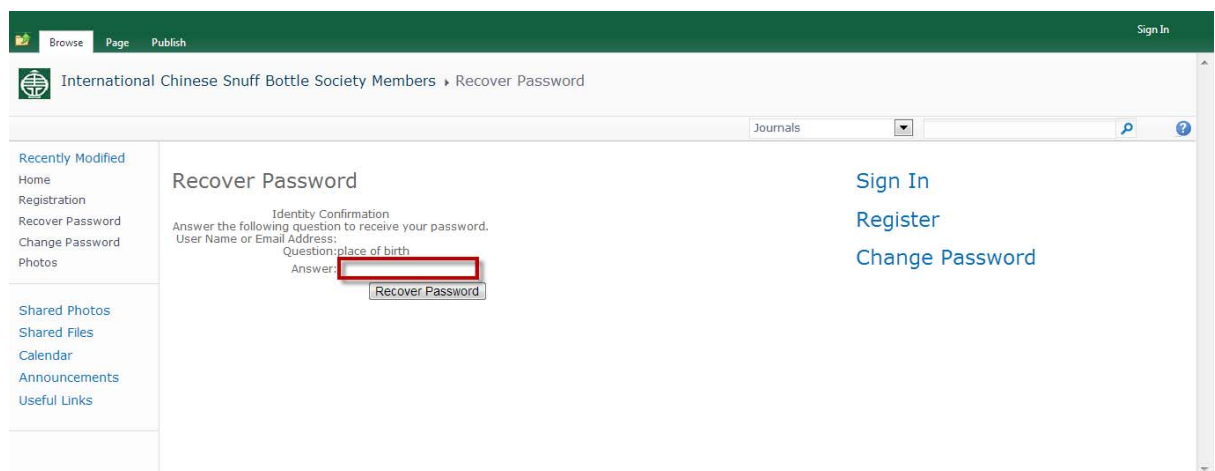 Sign In
Browse Page Publish
International Chinese Snuff Bottle Society Members ▸ Recover Password
Journals
Recently Modified
Home
Registration
Recover Password
Change Password
Photos
Shared Photos
Shared Files
Calendar
Announcements
Useful Links
Recover Password
Identity Confirmation
Answer the following question to receive your password.
User Name or Email Address:
Question:place of birth
Answer:
Recover Password
Sign In
Register
Change Password